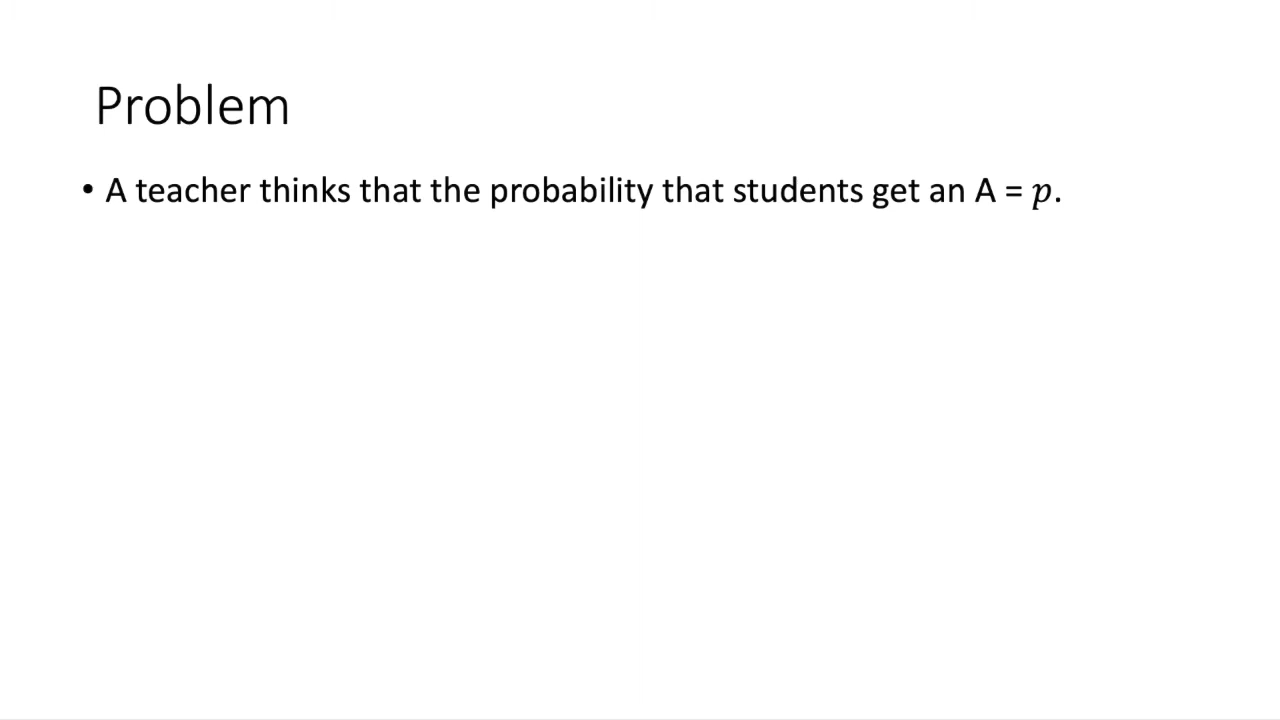 Problem
• A teacher thinks that the probability that students get an A = 𝑝.